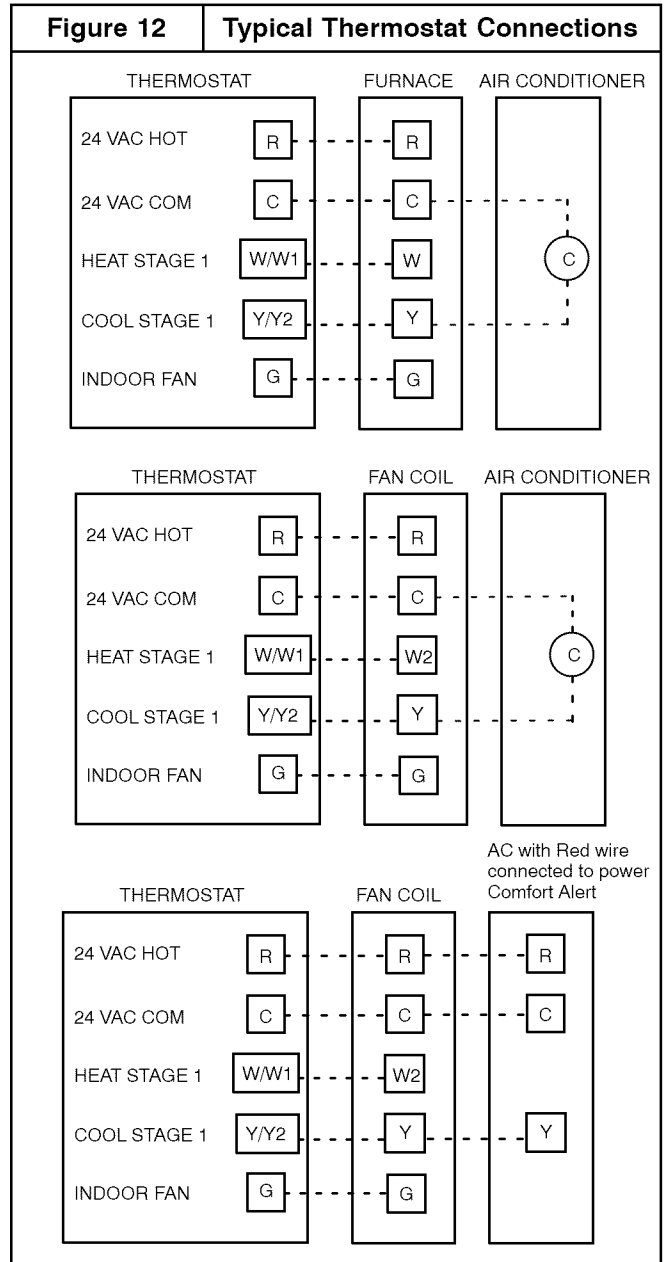 Figure 12 Typical Thermostat Connections
THERMOSTAT FURNACE AIR CONDITIONER
24 VAC HOT R R
24 VAC COM C C
HEAT STAGE 1 W/W1 W C
COOL STAGE 1 Y/Y2 Y
INDOOR FAN G G
THERMOSTAT FAN COIL AIR CONDITIONER
24 VAC HOT R R
24 VAC COM C C
HEAT STAGE 1 W/W1 W2 C
COOL STAGE 1 Y/Y2 Y
INDOOR FAN G G
AC with Red wire
connected to power
Comfort Alert
THERMOSTAT FAN COIL
24 VAC HOT R R R
24 VAC COM C C C
HEAT STAGE 1 W/W1 W2
COOL STAGE 1 Y/Y2 Y Y
INDOOR FAN G G